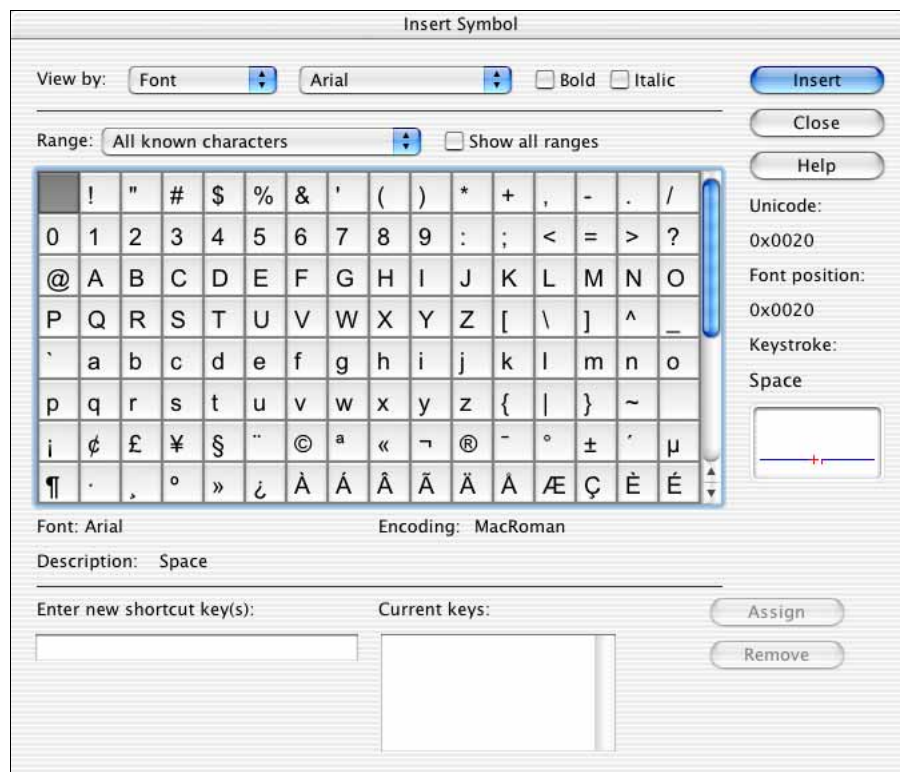 Insert Symbol
View by: Font Arial Bold Italic Insert
Close
Range: All known characters Show all ranges
Help
! " # $ % & ' ( ) * + , - . /
Unicode:
0 1 2 3 4 5 6 7 8 9 : ; < = > ?
0x0020
@ A B C D E F G H I J K L M N O
Font position:
P Q R S T U V W X Y Z [ \ ] ^ _
0x0020
Keystroke:
` a b c d e f g h i j k l m n o
Space
p q r s t u v w x y z { | } ~
¡ ¢ £ ¥ § ¨ © ª « ¬ ® ¯ ° ± ´ µ
¶ · ¸ º » ¿ À Á Â Ã Ä Å Æ Ç È É
Font: Arial Encoding: MacRoman
Description: Space
Enter new shortcut key(s): Current keys: Assign
Remove